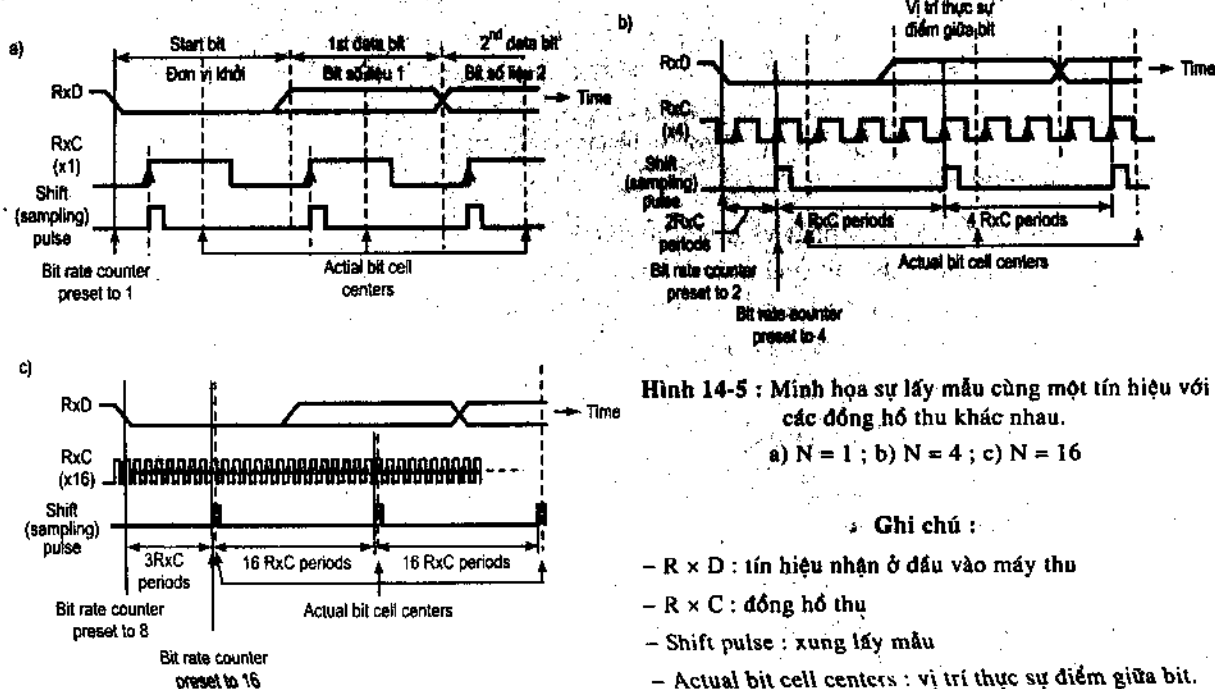 a)
Start bit
1st data bit
2nd data bit
Đơn vị khởi
Bit số liệu 1
Bit số liệu 2
RxD
Time
RxC
(x1)
Shift
(sampling)
pulse
Bit rate counter
preset to 1
Actial bit cell
centers
b)
Vị trí thực sự
điểm giữa bit
RxD
Time
RxC
(x4)
Shift
(sampling)
pulse
2RxC
periods
4 RxC periods
4 RxC periods
Bit rate counter
preset to 2
Actual bit cell centers
Bit rate counter
preset to 4
c)
RxD
Time
RxC
(x16)
Shift
(sampling)
pulse
3RxC
periods
16 RxC periods
16 RxC periods
Bit rate counter
preset to 8
Actual bit cell centers
Bit rate counter
preset to 16
Hình 14-5 : Minh họa sự lấy mẫu cùng một tín hiệu với
các đồng hồ thu khác nhau.
a) N = 1 ; b) N = 4 ; c) N = 16
Ghi chú :
– R × D : tín hiệu nhận ở đầu vào máy thu
– R × C : đồng hồ thụ
– Shift pulse : xung lấy mẫu
– Actual bit cell centers : vị trí thực sự điểm giữa bit.